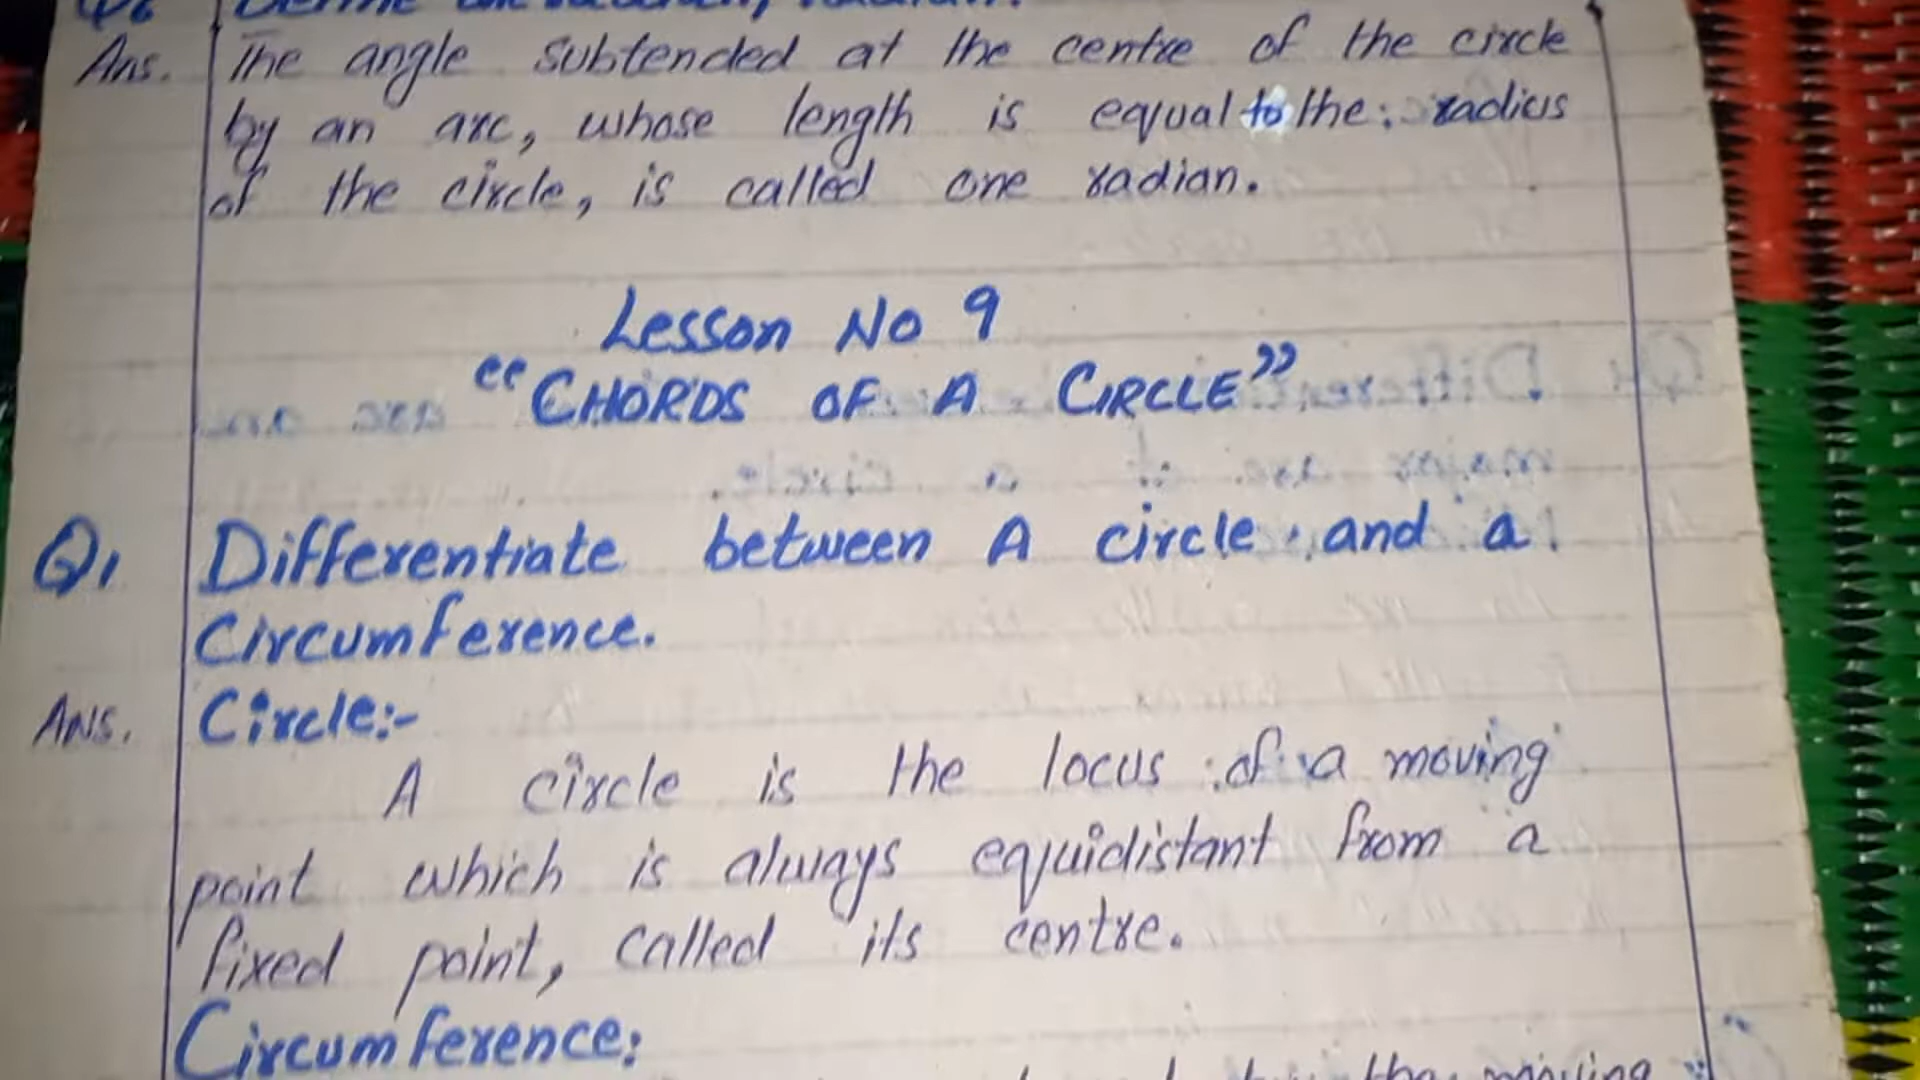 Ans. The angle subtended at the centre of the circle
by an arc, whose length is equal to the radius
of the circle, is called one radian.
Lesson No 9
"CHORDS OF A CIRCLE"
Q1 Differentiate between A circle and a
Circumference.
ANS. Circle:-
A circle is the locus of a moving
point which is always equidistant from a
fixed point, called its centre.
Circumference:
the moving